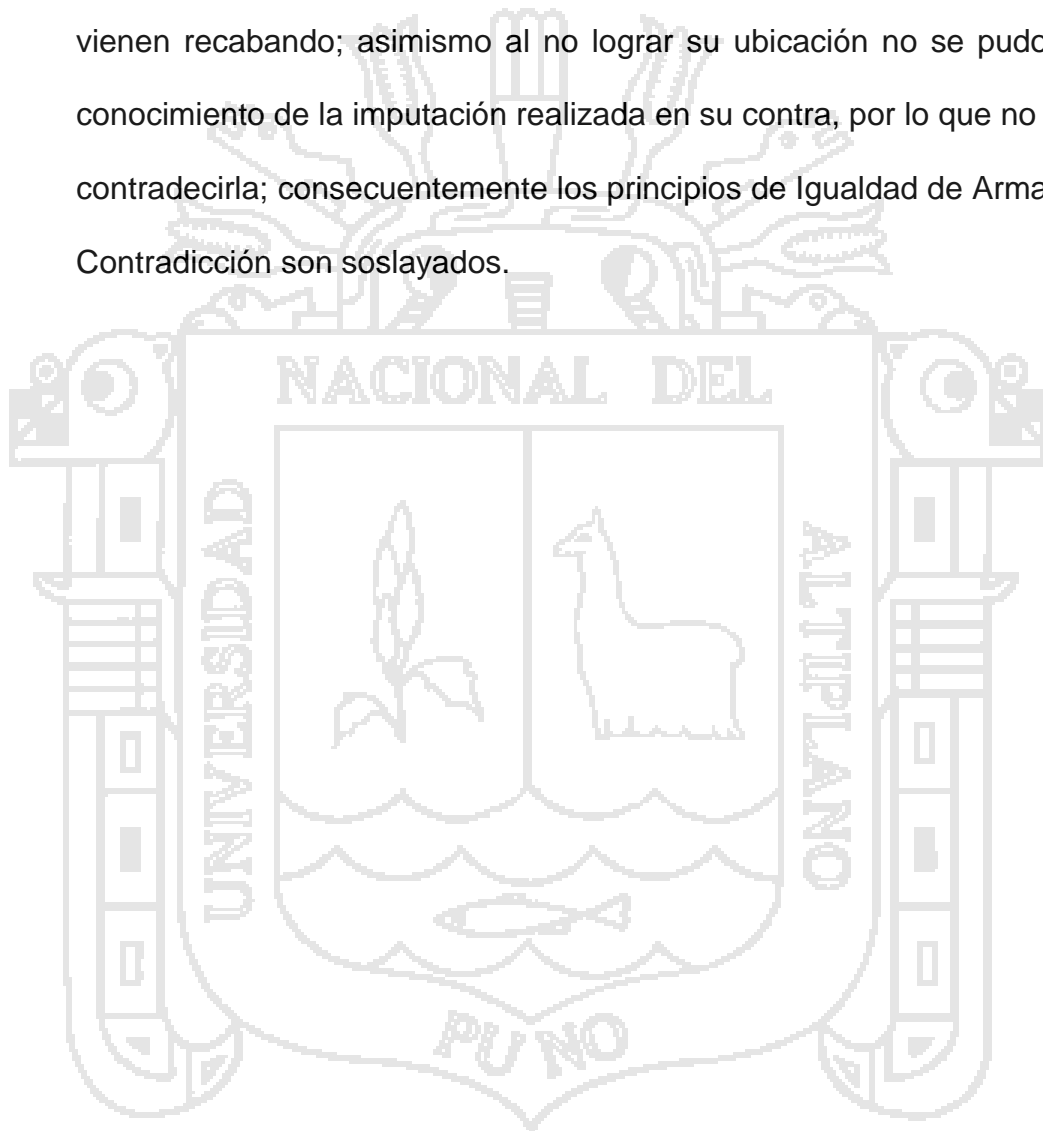 vienen recabando; asimismo al no lograr su ubicación no se pudo
conocimiento de la imputación realizada en su contra, por lo que no
contradecirla; consecuentemente los principios de Igualdad de Arma
Contradicción son soslayados.
NACIONAL DEL
UNIVERSIDAD
ALTIPLANO
PUNO